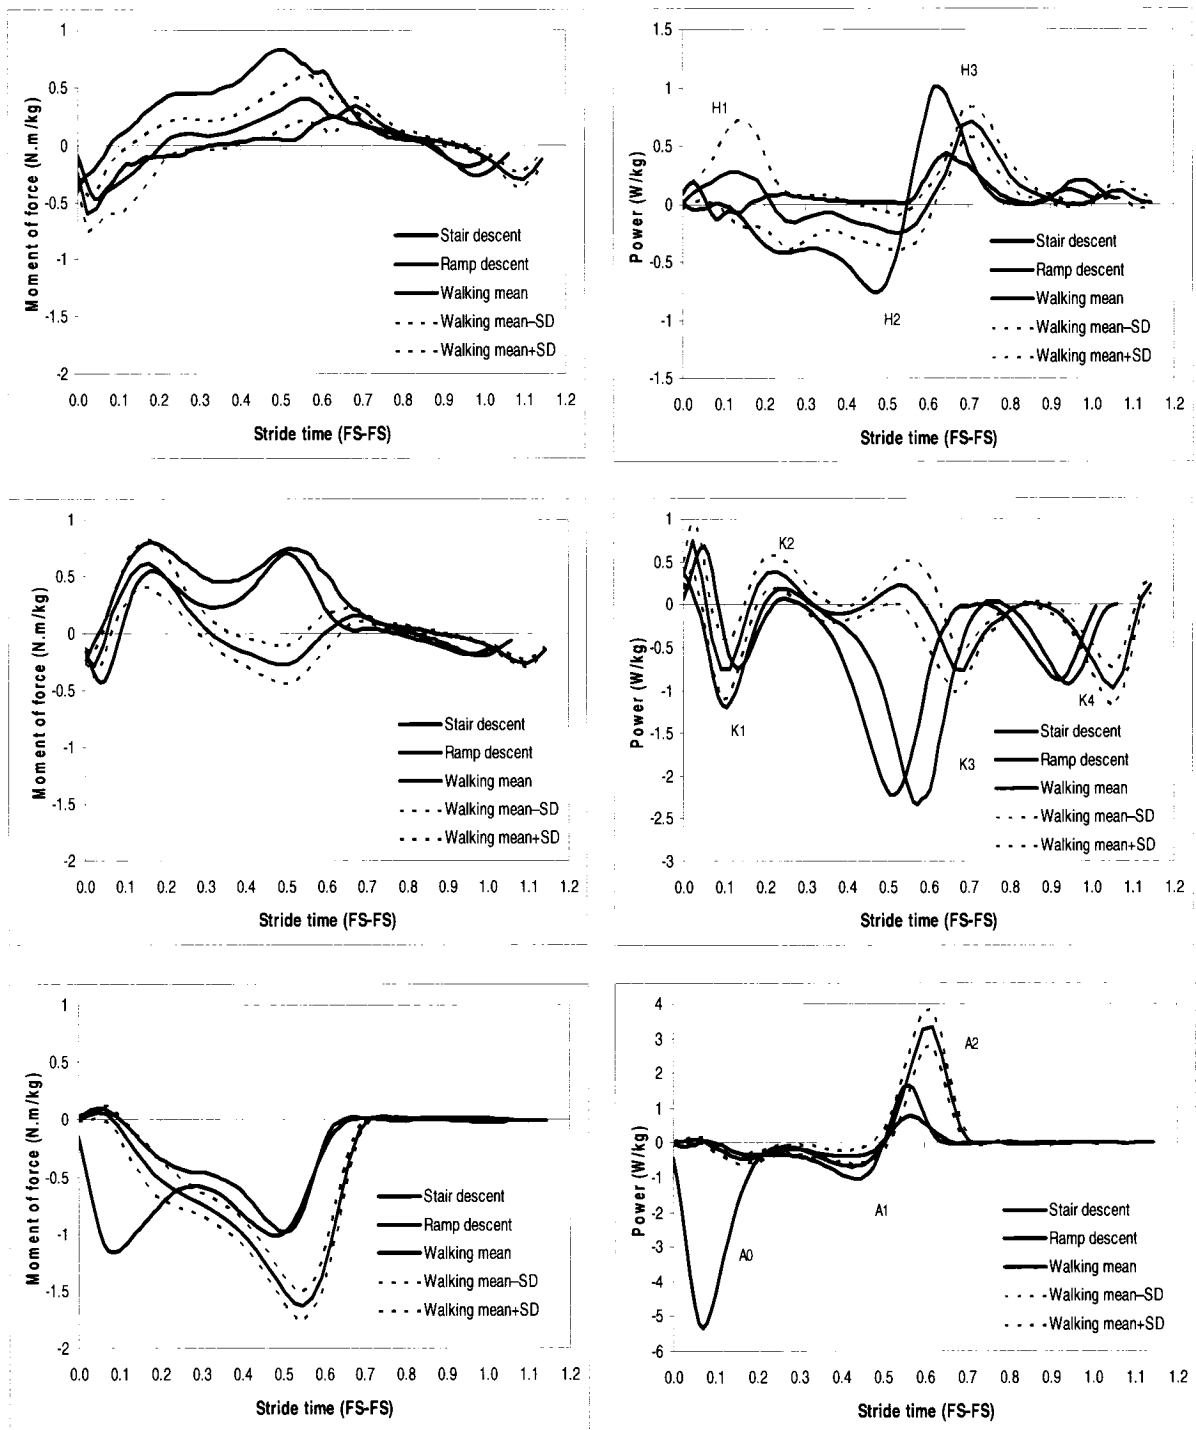 1
0.5
0
-0.5
-1
-1.5
-2
Moment of force (N.m/kg)
Stair descent
Ramp descent
Walking mean
Walking mean–SD
Walking mean+SD
0.0 0.1 0.2 0.3 0.4 0.5 0.6 0.7 0.8 0.9 1.0 1.1 1.2
Stride time (FS-FS)
1.5
1
0.5
0
-0.5
-1
-1.5
Power (W/kg)
H1
H3
H2
Stair descent
Ramp descent
Walking mean
Walking mean–SD
Walking mean+SD
0.0 0.1 0.2 0.3 0.4 0.5 0.6 0.7 0.8 0.9 1.0 1.1 1.2
Stride time (FS-FS)
1
0.5
0
-0.5
-1
-1.5
-2
Moment of force (N.m/kg)
Stair descent
Ramp descent
Walking mean
Walking mean–SD
Walking mean+SD
0.0 0.1 0.2 0.3 0.4 0.5 0.6 0.7 0.8 0.9 1.0 1.1 1.2
Stride time (FS-FS)
1
0.5
0
-0.5
-1
-1.5
-2
-2.5
-3
Power (W/kg)
K2
K1
K4
K3
Stair descent
Ramp descent
Walking mean
Walking mean–SD
Walking mean+SD
0.0 0.1 0.2 0.3 0.4 0.5 0.6 0.7 0.8 0.9 1.0 1.1 1.2
Stride time (FS-FS)
1
0.5
0
-0.5
-1
-1.5
-2
Moment of force (N.m/kg)
Stair descent
Ramp descent
Walking mean
Walking mean–SD
Walking mean+SD
0.0 0.1 0.2 0.3 0.4 0.5 0.6 0.7 0.8 0.9 1.0 1.1 1.2
Stride time (FS-FS)
4
3
2
1
0
-1
-2
-3
-4
-5
-6
Power (W/kg)
A2
A1
A0
Stair descent
Ramp descent
Walking mean
Walking mean–SD
Walking mean+SD
0.0 0.1 0.2 0.3 0.4 0.5 0.6 0.7 0.8 0.9 1.0 1.1 1.2
Stride time (FS-FS)